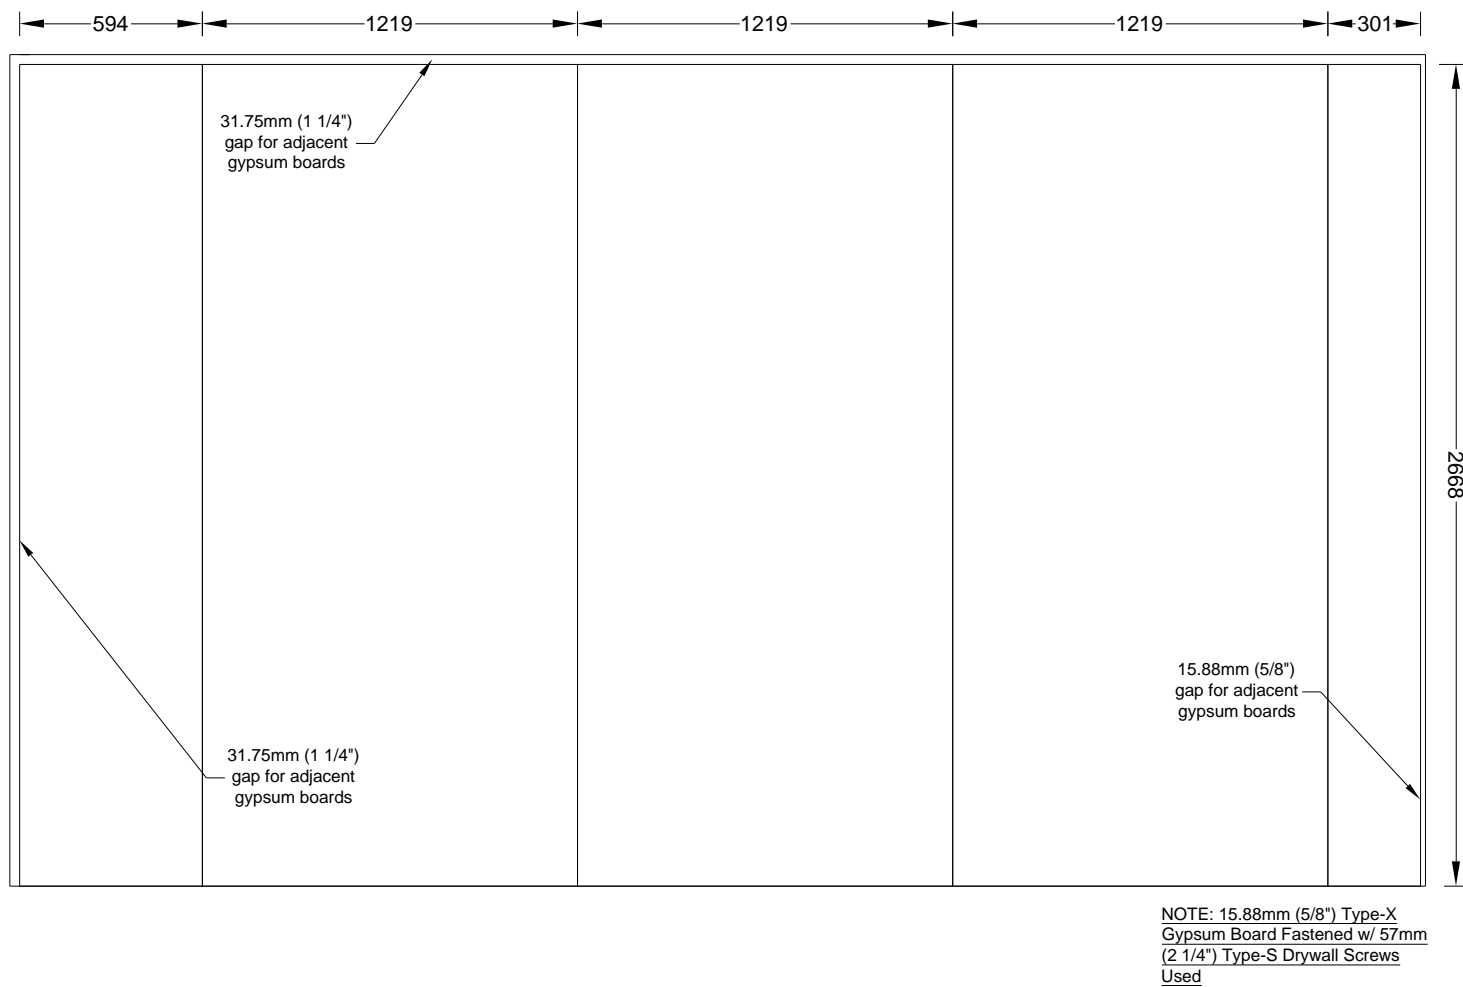 594
1219
1219
1219
301
31.75mm (1 1/4")
gap for adjacent
gypsum boards
2668
15.88mm (5/8")
gap for adjacent
gypsum boards
31.75mm (1 1/4")
gap for adjacent
gypsum boards
NOTE: 15.88mm (5/8") Type-X
Gypsum Board Fastened w/ 57mm
(2 1/4") Type-S Drywall Screws
Used